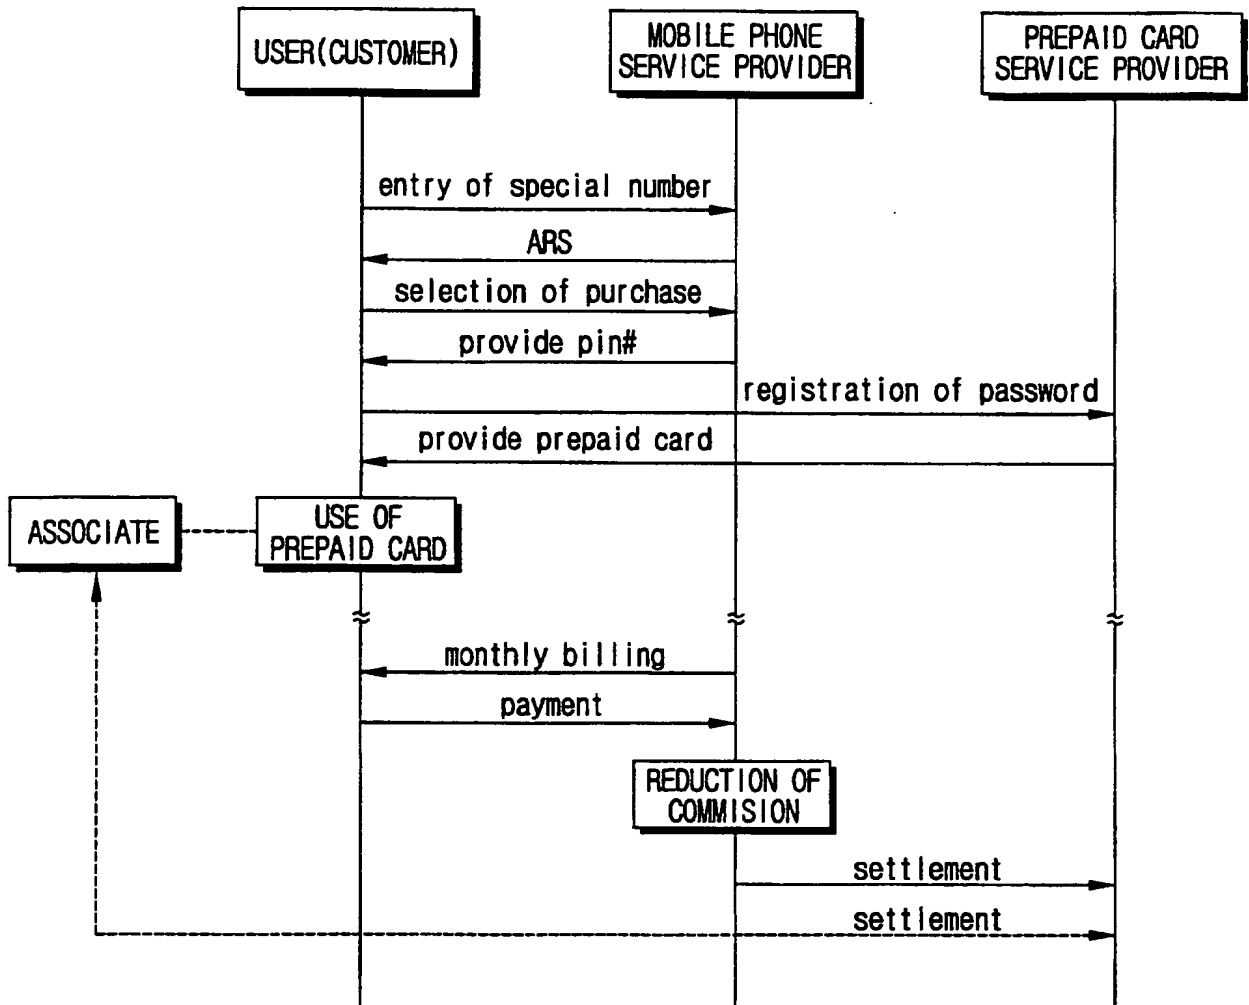 USER(CUSTOMER)
MOBILE PHONE
SERVICE PROVIDER
PREPAID CARD
SERVICE PROVIDER
entry of special number
ARS
selection of purchase
provide pin#
registration of password
provide prepaid card
ASSOCIATE
USE OF
PREPAID CARD
monthly billing
payment
REDUCTION OF
COMMISION
settlement
settlement